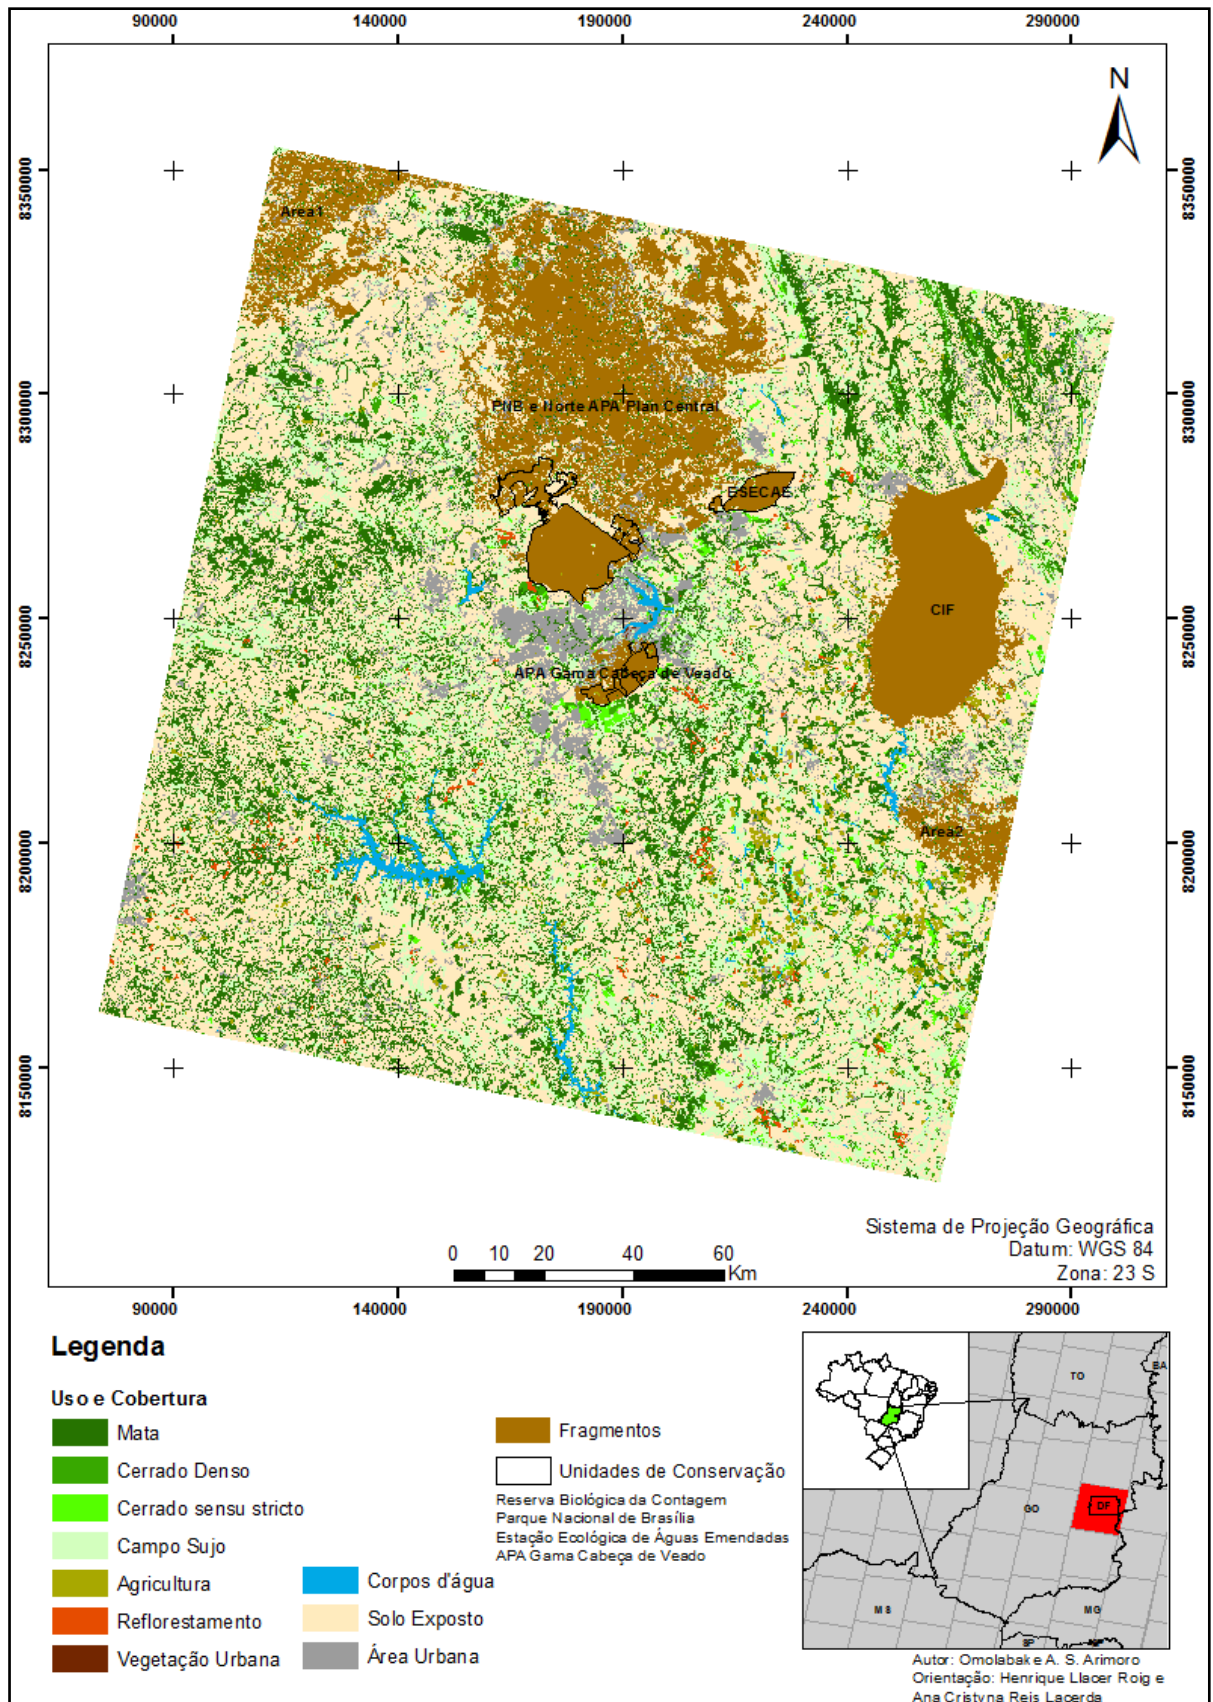 90000 140000 190000 240000 290000
N
8350000 8350000
Area1
8300000 8300000
PNB e Norte APA Plan Central
ESECAE
8250000 8250000
CIF
APA Gama Cabeça de Veado
8200000 8200000
Area2
8150000 8150000
Sistema de Projeção Geográfica
Datum: WGS 84
Zona: 23 S
0 10 20 40 60
Km
90000 140000 190000 240000 290000
Legenda
Uso e Cobertura
Mata
Cerrado Denso
Cerrado sensu stricto
Campo Sujo
Agricultura
Reflorestamento
Vegetação Urbana
Corpos d'água
Solo Exposto
Área Urbana
Fragmentos
Unidades de Conservação
Reserva Biológica da Contagem
Parque Nacional de Brasília
Estação Ecológica de Águas Emendadas
APA Gama Cabeça de Veado
TO
BA
GO
DF
MS
MG
SP
Autor: Omolabake A. S. Arimoro
Orientação: Henrique Llacer Roig e
Ana Cristyna Reis Lacerda